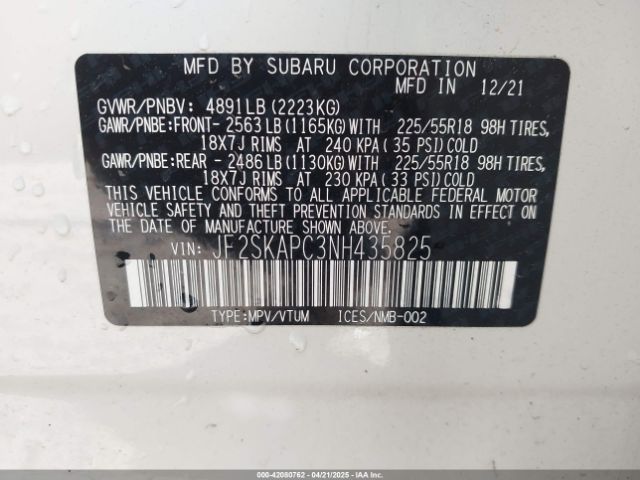 MFD BY SUBARU CORPORATION
MFD IN 12/21
GVWR/PNBV: 4891LB(2223KG)
GAWR/PNBE:FRONT- 2563LB(1165KG)WITH 225/55R18 98H TIRES,
18X7J RIMS AT 240 KPA(35 PSI)COLD
GAWR/PNBE:REAR - 2486LB(1130KG)WITH 225/55R18 98H TIRES,
18X7J RIMS AT 230 KPA(33 PSI)COLD
THIS VEHICLE CONFORMS TO ALL APPLICABLE FEDERAL MOTOR
VEHICLE SAFETY AND THEFT PREVENTION STANDARDS IN EFFECT ON
THE DATE OF MANUFACTURE SHOWN ABOVE.
VIN: JF2SKAPC3NH435825
TYPE:MPV/VTUM ICES/NMB-002
000-42080762 - 04/21/2025 - IAAI.COM